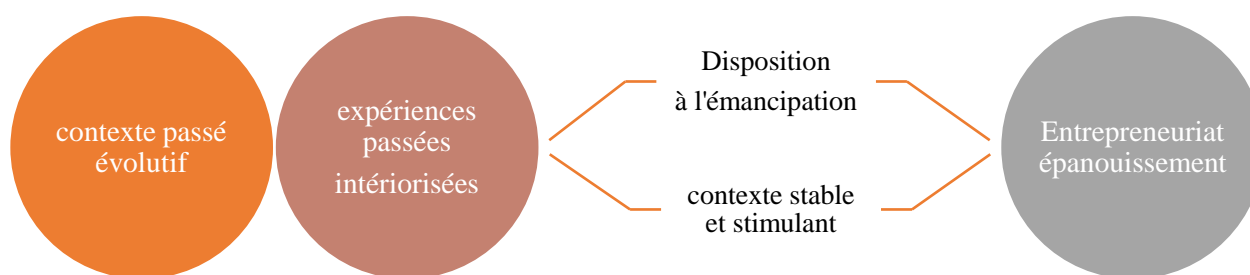 contexte passé
évolutif
expériences
passées
intériorisées
Disposition
à l'émancipation
contexte stable
et stimulant
Entrepreneuriat
épanouissement